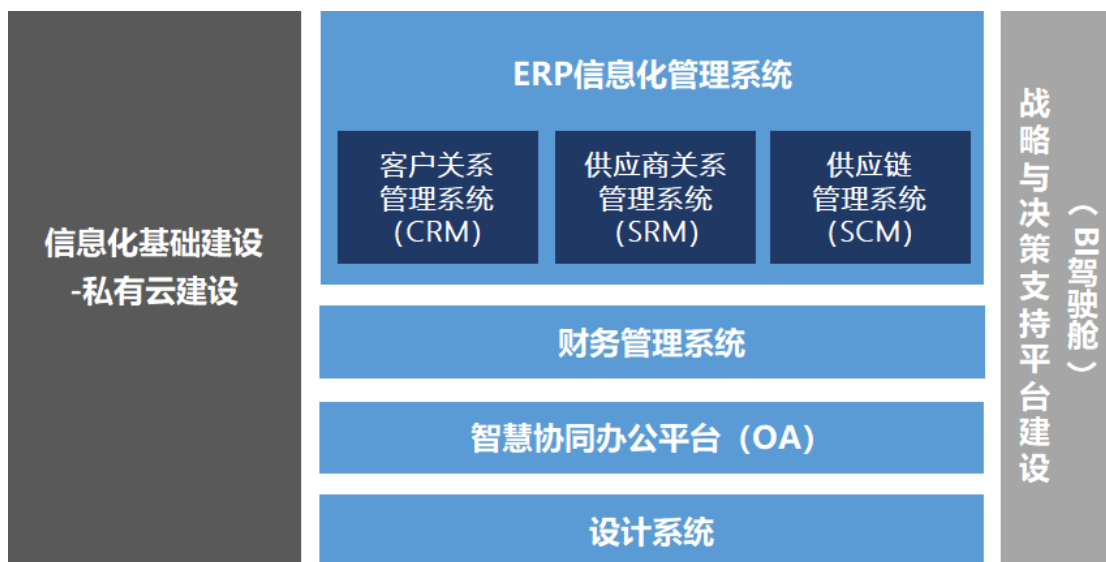 信息化基础建设
-私有云建设
ERP信息化管理系统
客户关系
管理系统
(CRM)
供应商关系
管理系统
(SRM)
供应链
管理系统
(SCM)
财务管理系统
智慧协同办公平台（OA）
设计系统
战略与决策支持平台建设
（BI驾驶舱）